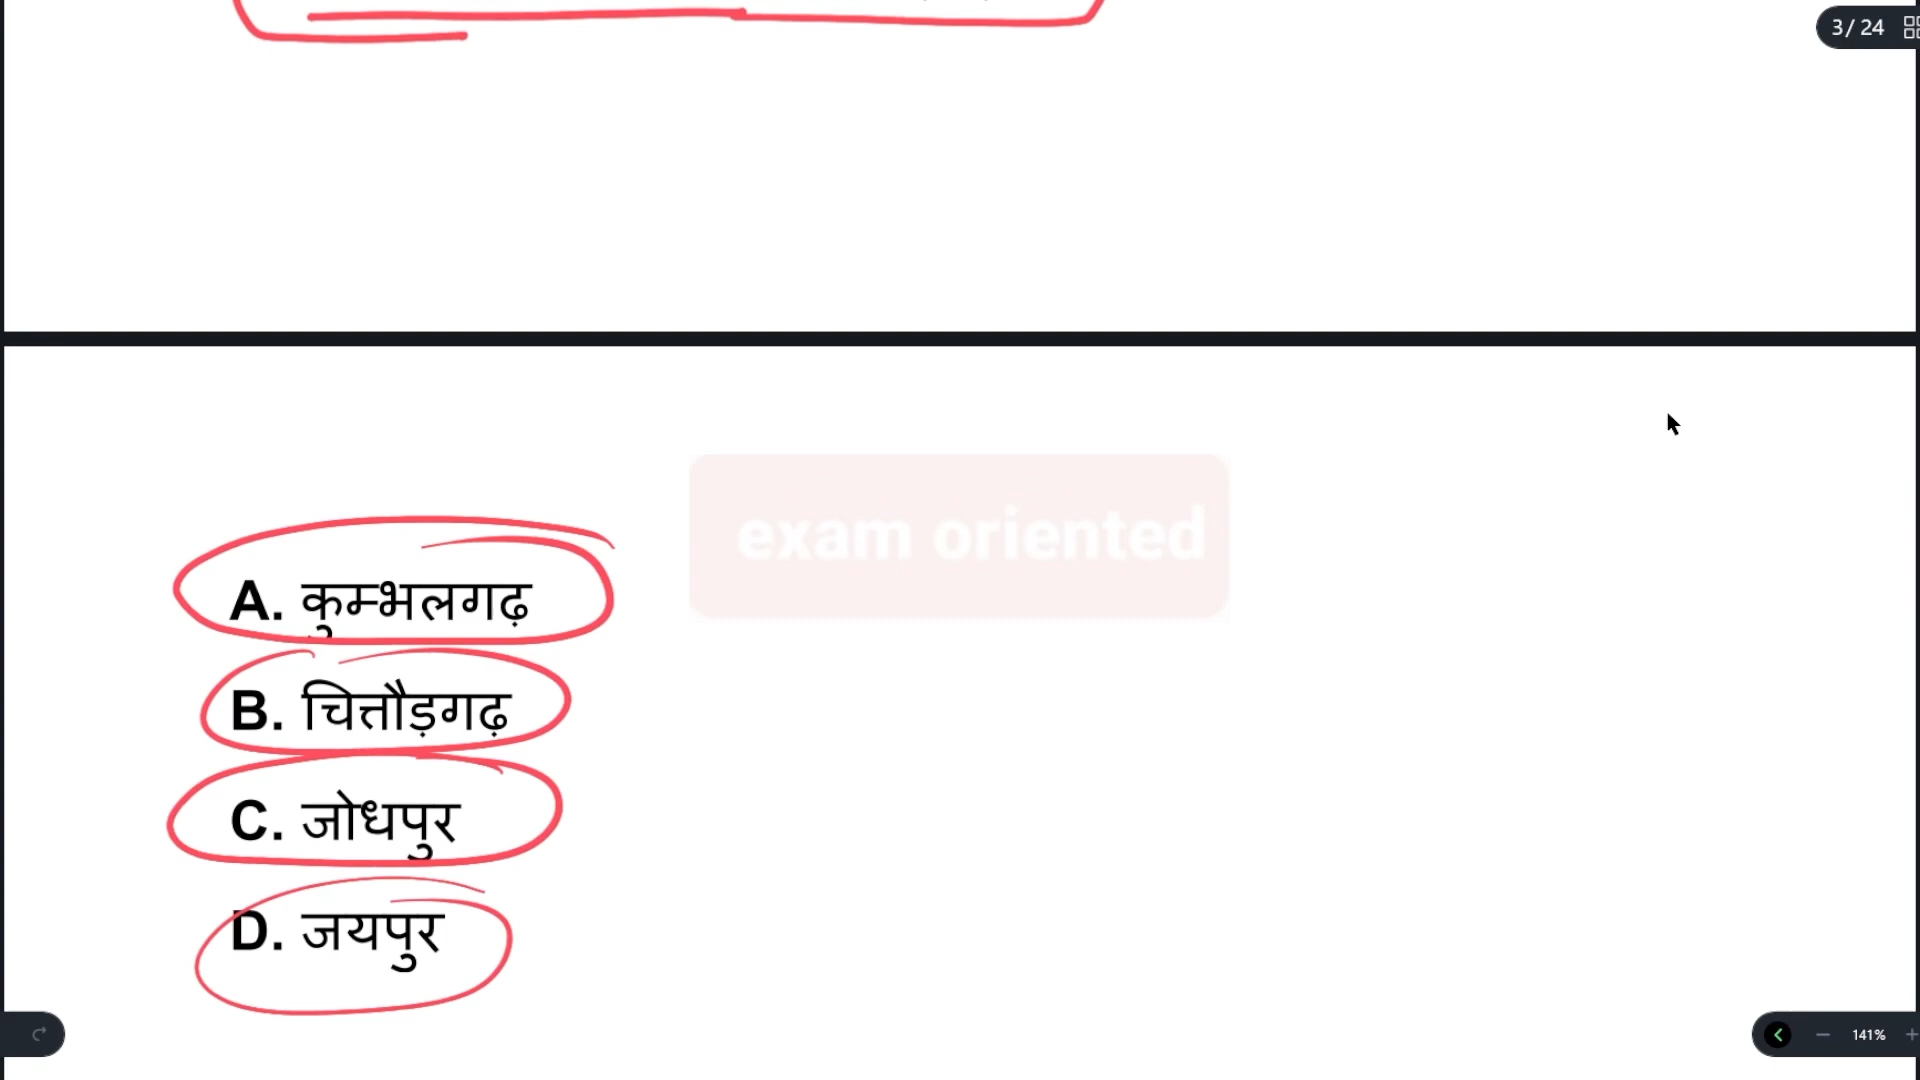 3/ 24
exam oriented
A. कुम्भलगढ़
B. चित्तौड़गढ़
C. जोधपुर
D. जयपुर
141%